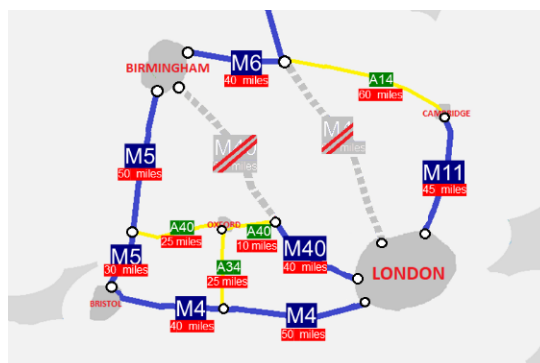 BIRMINGHAM
M6
40 miles
A14
60 miles
CAMBRIDGE
M11
45 miles
M5
50 miles
A40
25 miles
OXFORD
A40
10 miles
A34
25 miles
M40
40 miles
M5
30 miles
BRISTOL
M4
40 miles
M4
50 miles
LONDON
miles
miles